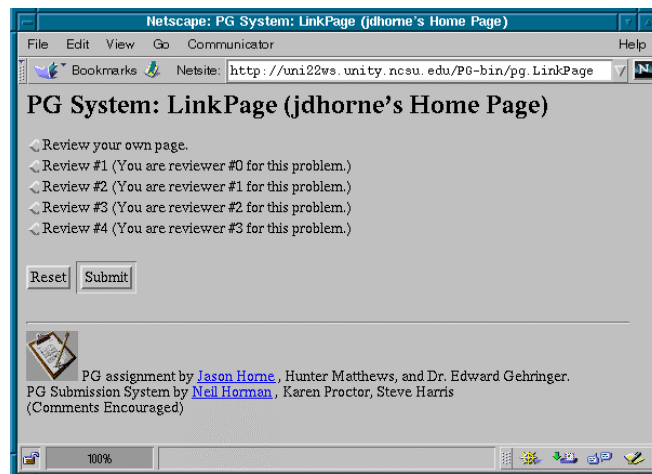 Netscape: PG System: LinkPage (jdhorne's Home Page)
File Edit View Go Communicator Help
Bookmarks Netsite: http://uni22ws.unity.ncsu.edu/PG-bin/pg.LinkPage N
PG System: LinkPage (jdhorne's Home Page)
Review your own page.
Review #1 (You are reviewer #0 for this problem.)
Review #2 (You are reviewer #1 for this problem.)
Review #3 (You are reviewer #2 for this problem.)
Review #4 (You are reviewer #3 for this problem.)
Reset Submit
PG assignment by Jason Horne, Hunter Matthews, and Dr. Edward Gehringer.
PG Submission System by Neil Horman, Karen Proctor, Steve Harris
(Comments Encouraged)
100%